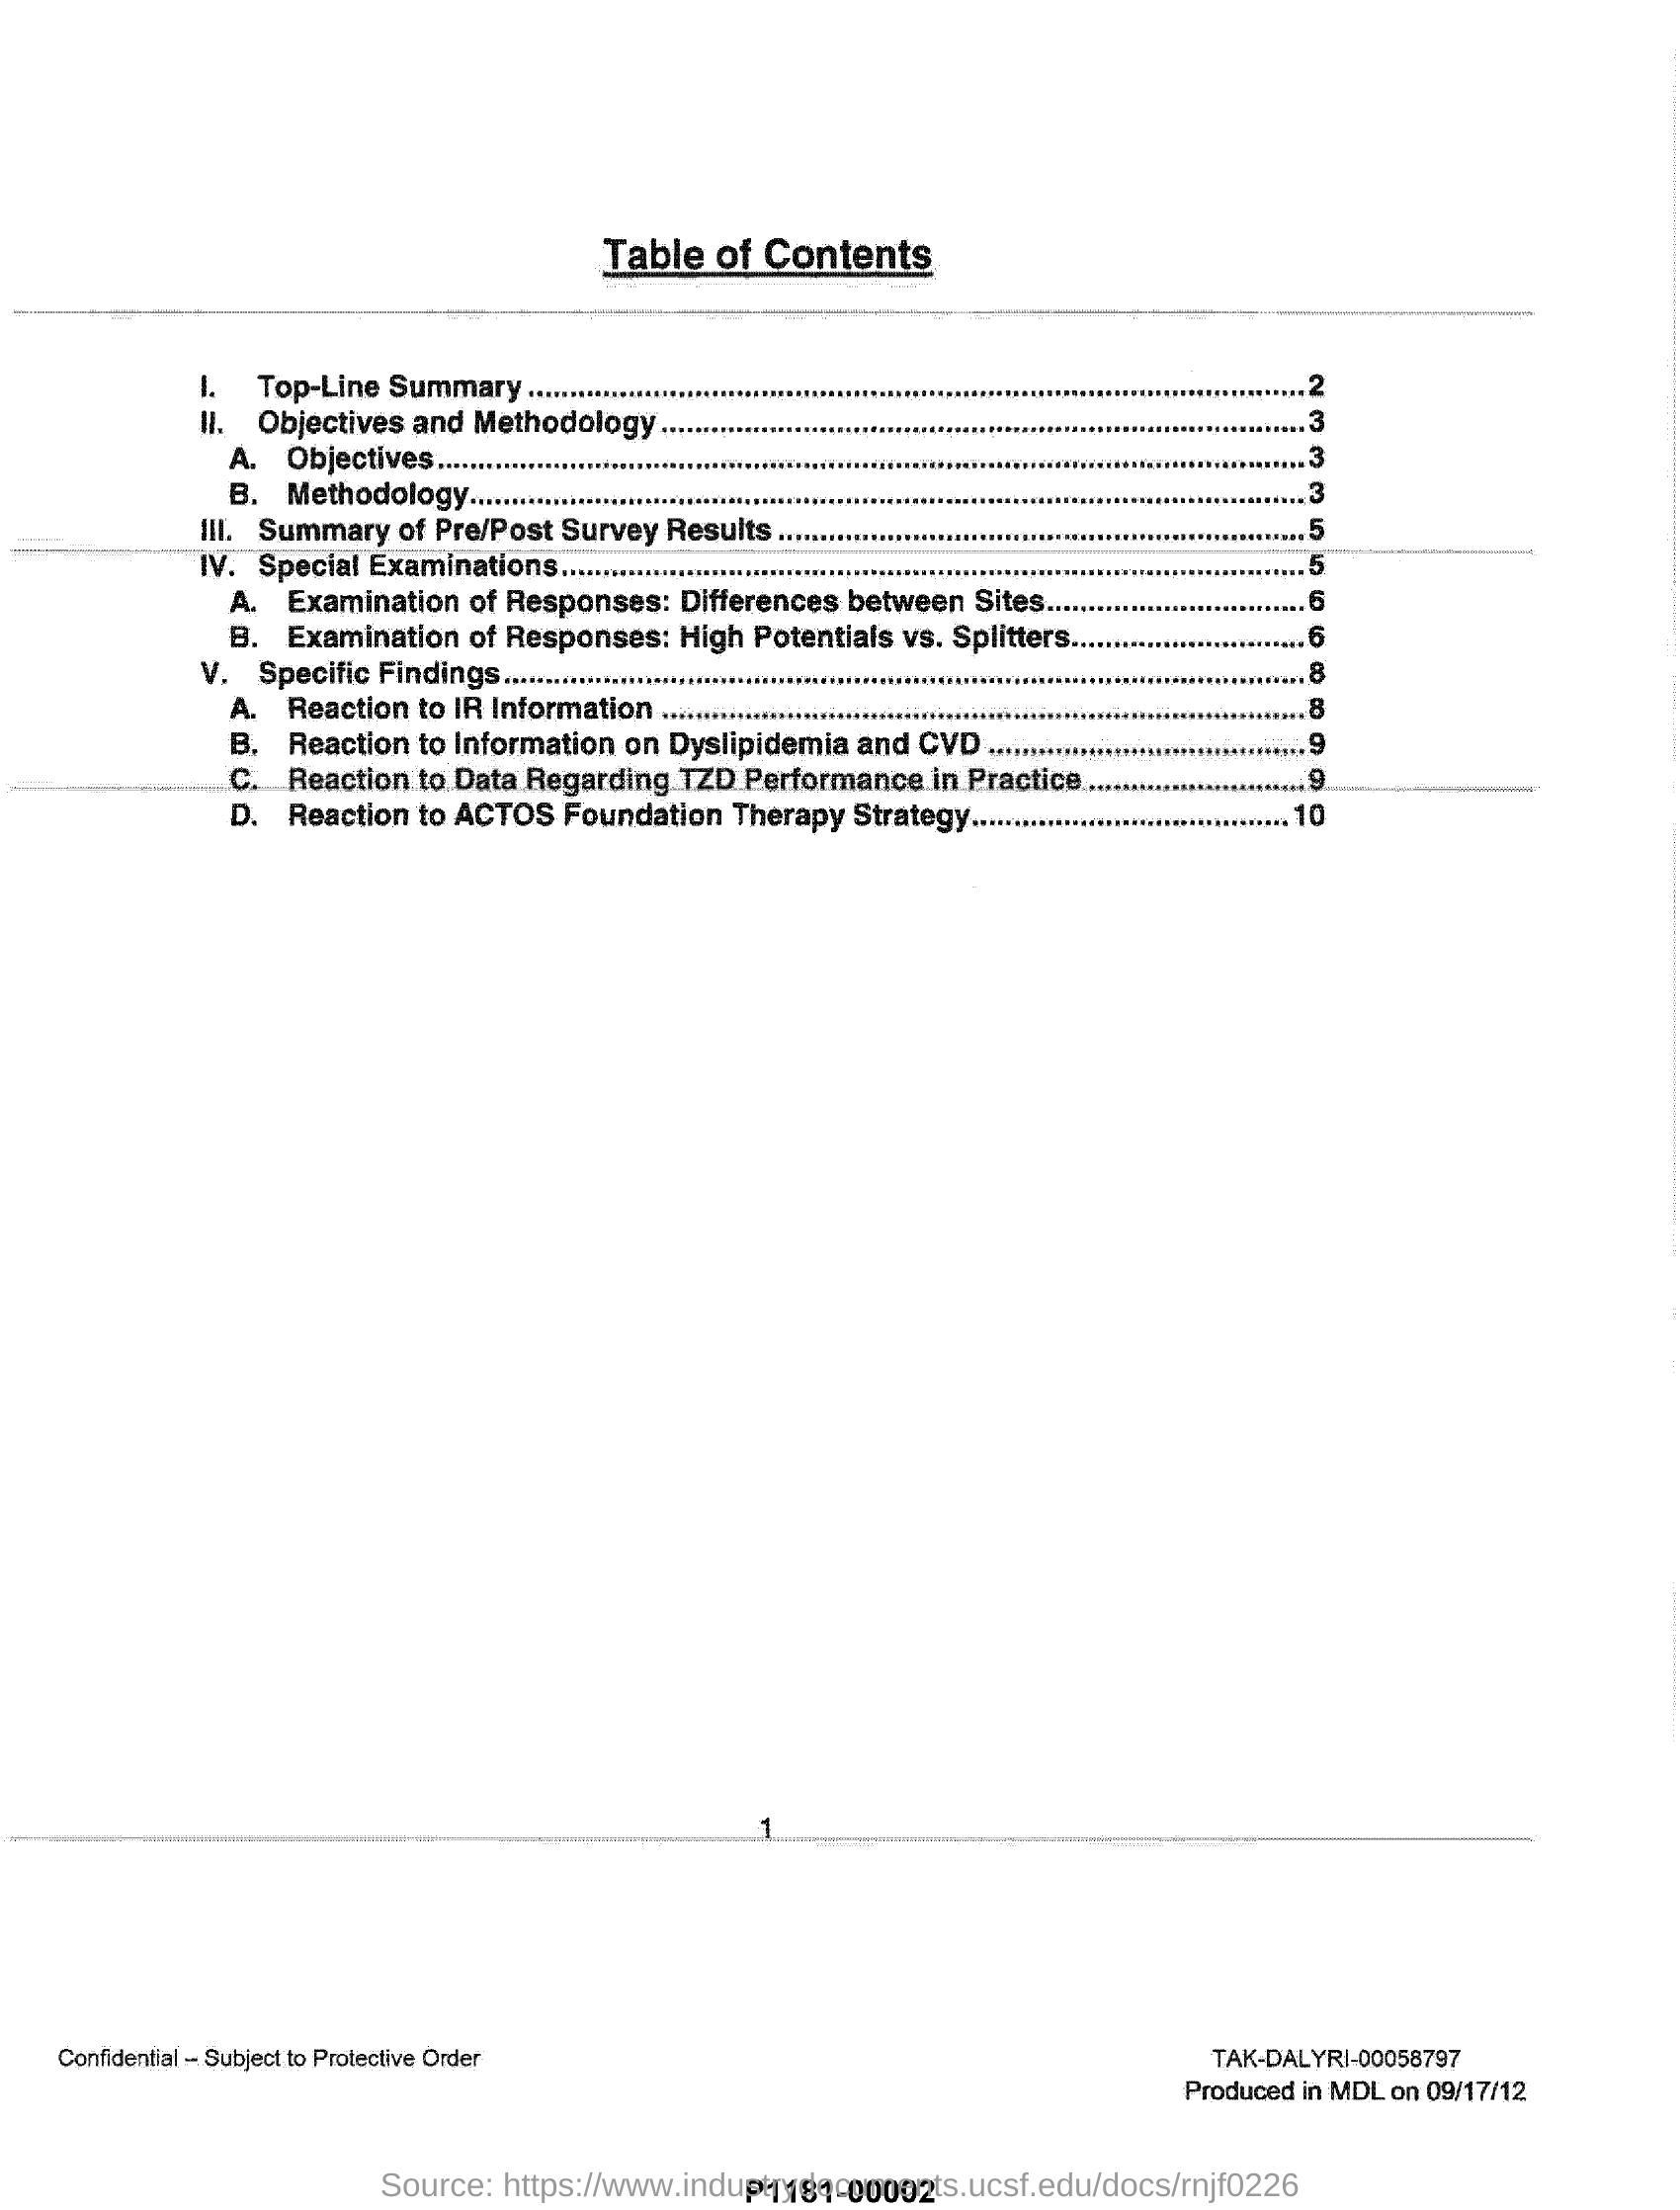 Table of Contents
I. Top-Line Summary ........ 2
II. Objectives and Methodology ........ 3
A. Objectives ........ 3
B. Methodology ........ 3
III. Summary of Pre/Post Survey Results ........ 5
IV. Special Examinations ........ 5
A. Examination of Responses: Differences between Sites ........ 6
B. Examination of Responses: High Potentials vs. Splitters ........ 6
V. Specific Findings ........ 8
A. Reaction to IR Information ........ 8
B. Reaction to Information on Dyslipidemia and CVD ........ 9
C. Reaction to Data Regarding TZD Performance in Practice ........ 9
D. Reaction to ACTOS Foundation Therapy Strategy ........ 10
1
Confidential – Subject to Protective Order
TAK-DALYRI-00058797
Produced in MDL on 09/17/12
Source: https://www.industrydocuments.ucsf.edu/docs/rnjf0226
P1181-00002